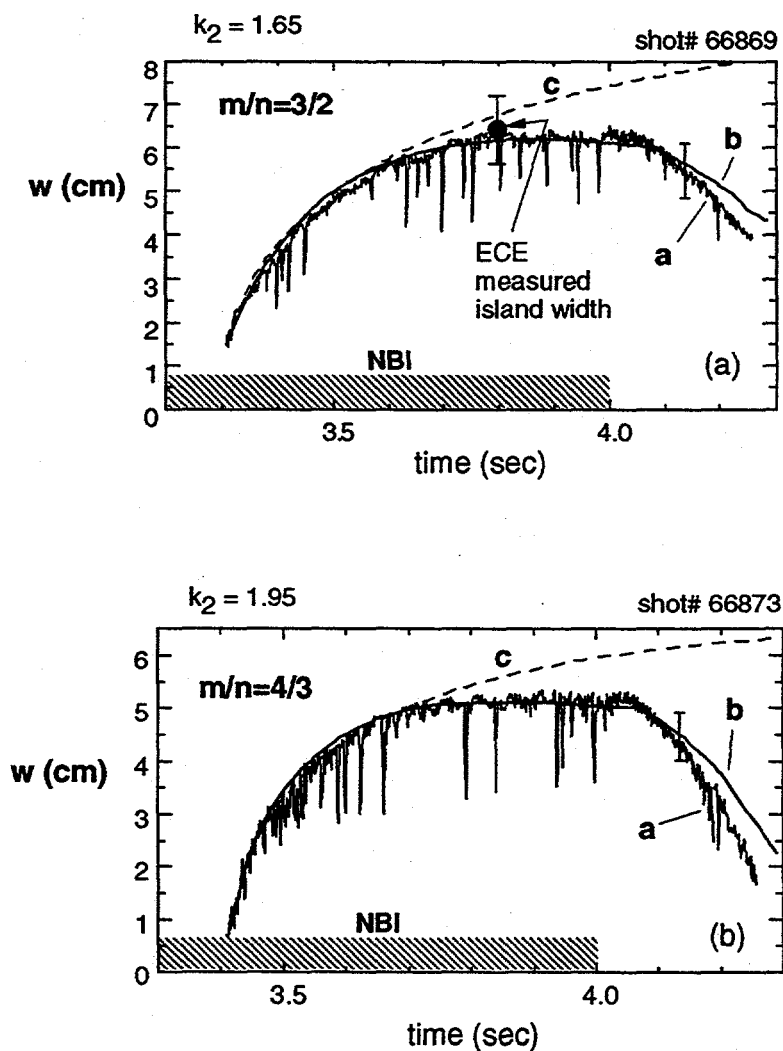 k2 = 1.65
shot# 66869
8
7
6
5
4
3
2
1
0
w (cm)
m/n=3/2
c
b
a
ECE
measured
island width
NBI
(a)
3.5
4.0
time (sec)
k2 = 1.95
shot# 66873
6
5
4
3
2
1
0
w (cm)
m/n=4/3
c
b
a
NBI
(b)
3.5
4.0
time (sec)